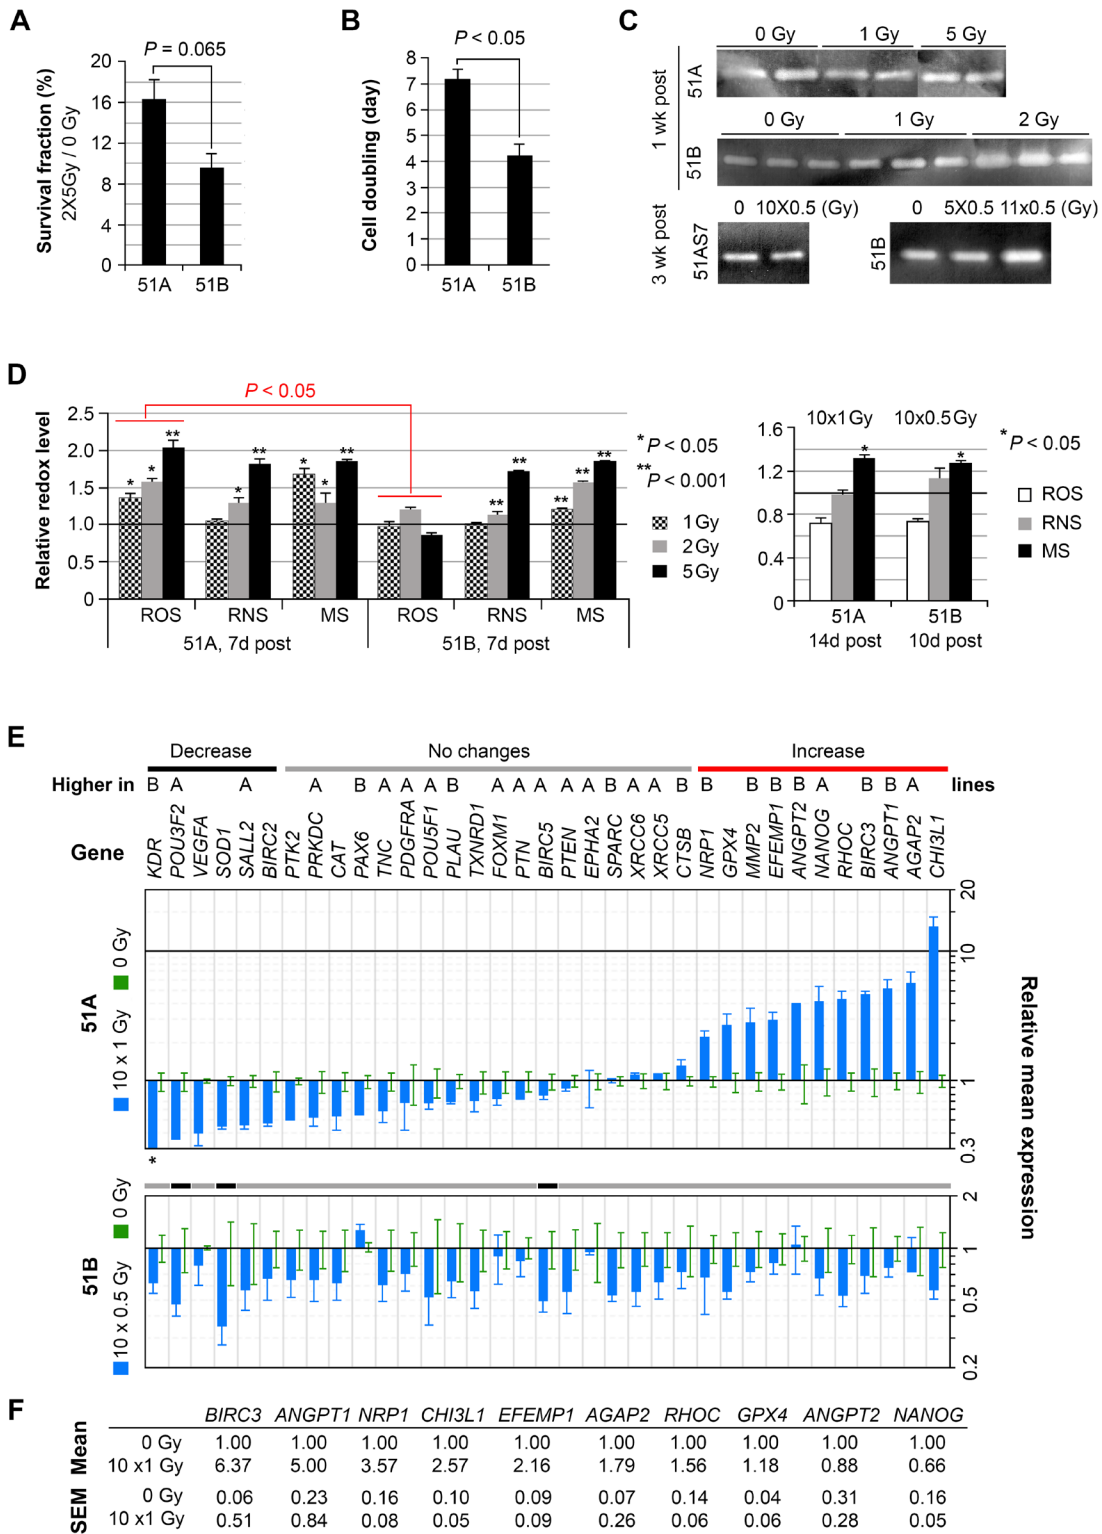 A
P = 0.065
Survival fraction (%)
2X5Gy / 0 Gy
20
16
12
8
4
0
51A 51B
B
P < 0.05
Cell doubling (day)
8
7
6
5
4
3
2
1
0
51A 51B
C
1 wk post
0 Gy 1 Gy 5 Gy
51A
0 Gy 1 Gy 2 Gy
51B
3 wk post
0 10X0.5 (Gy)
51AS7
0 5X0.5 11x0.5 (Gy)
51B
D
P < 0.05
Relative redox level
2.5
2.0
1.5
1.0
0.5
0
* * ** * ** * * ** ** ** ** ** **
ROS RNS MS ROS RNS MS
51A, 7d post 51B, 7d post
*P < 0.05
**P < 0.001
1Gy
2Gy
5Gy
10x1Gy 10x0.5Gy
1.6
1.2
0.8
0.4
0
* *
51A 51B
14d post 10d post
*P < 0.05
ROS
RNS
MS
E
Decrease No changes Increase
Higher in B A A A B A A A B A A A A A B A A B B B B B A B B A lines
Gene KDR POU3F2 VEGFA SOD1 SALL2 BIRC2 PTK2 PRKDC CAT PAX6 TNC PDGFRA POU5F1 PLAU TXNRD1 FOXM1 PTN BIRC5 PTEN EPHA2 SPARC XRCC6 XRCC5 CTSB NRP1 GPX4 MMP2 EFEMP1 ANGPT2 NANOG RHOC BIRC3 ANGPT1 AGAP2 CHI3L1
51A
10 x 1 Gy 0 Gy
20
10
1
0.3
*
Relative mean expression
51B
10 x 0.5 Gy 0 Gy
2
1
0.5
0.2
F
BIRC3 ANGPT1 NRP1 CHI3L1 EFEMP1 AGAP2 RHOC GPX4 ANGPT2 NANOG
Mean
0 Gy 1.00 1.00 1.00 1.00 1.00 1.00 1.00 1.00 1.00 1.00
10 x1 Gy 6.37 5.00 3.57 2.57 2.16 1.79 1.56 1.18 0.88 0.66
SEM
0 Gy 0.06 0.23 0.16 0.10 0.09 0.07 0.14 0.04 0.31 0.16
10 x1 Gy 0.51 0.84 0.08 0.05 0.09 0.26 0.06 0.06 0.28 0.05